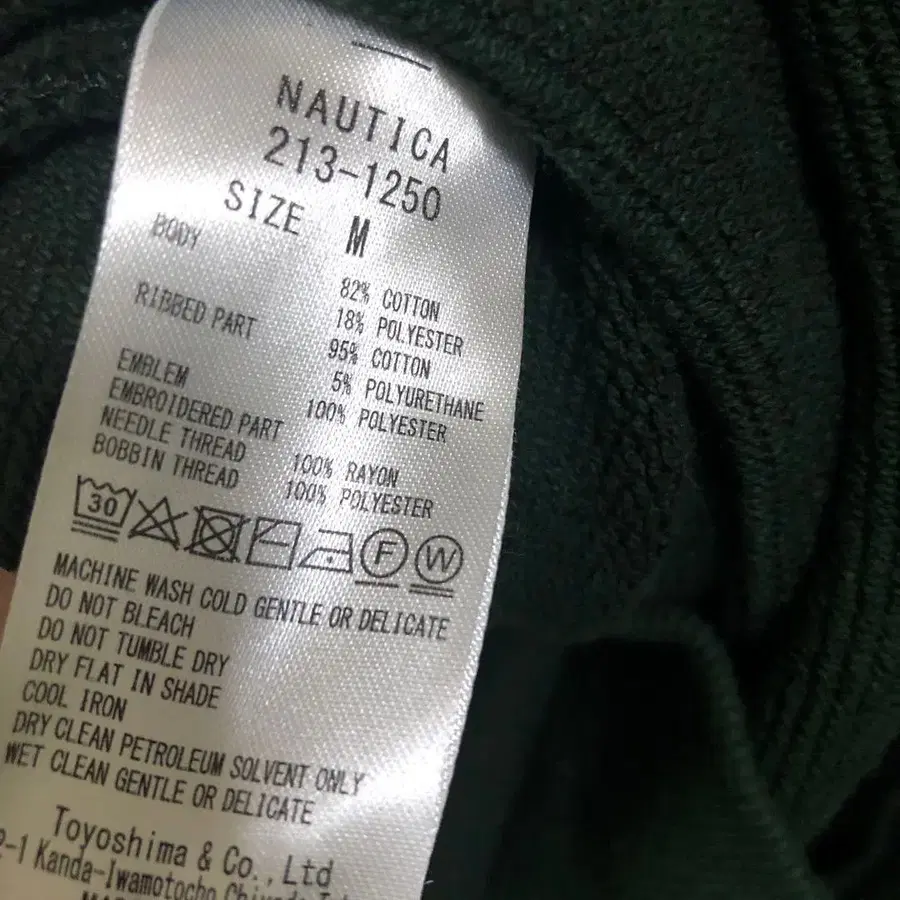 NAUTICA
213-1250
SIZE M
BODY 82% COTTON
18% POLYESTER
RIBBED PART 95% COTTON
5% POLYURETHANE
EMBLEM 100% POLYESTER
EMBROIDERED PART
NEEDLE THREAD 100% RAYON
BOBBIN THREAD 100% POLYESTER
30 F W
MACHINE WASH COLD GENTLE OR DELICATE
DO NOT BLEACH
DO NOT TUMBLE DRY
DRY FLAT IN SHADE
COOL IRON
DRY CLEAN PETROLEUM SOLVENT ONLY
WET CLEAN GENTLE OR DELICATE
Toyoshima & Co., Ltd
2-1 Kanda-Iwamotocho